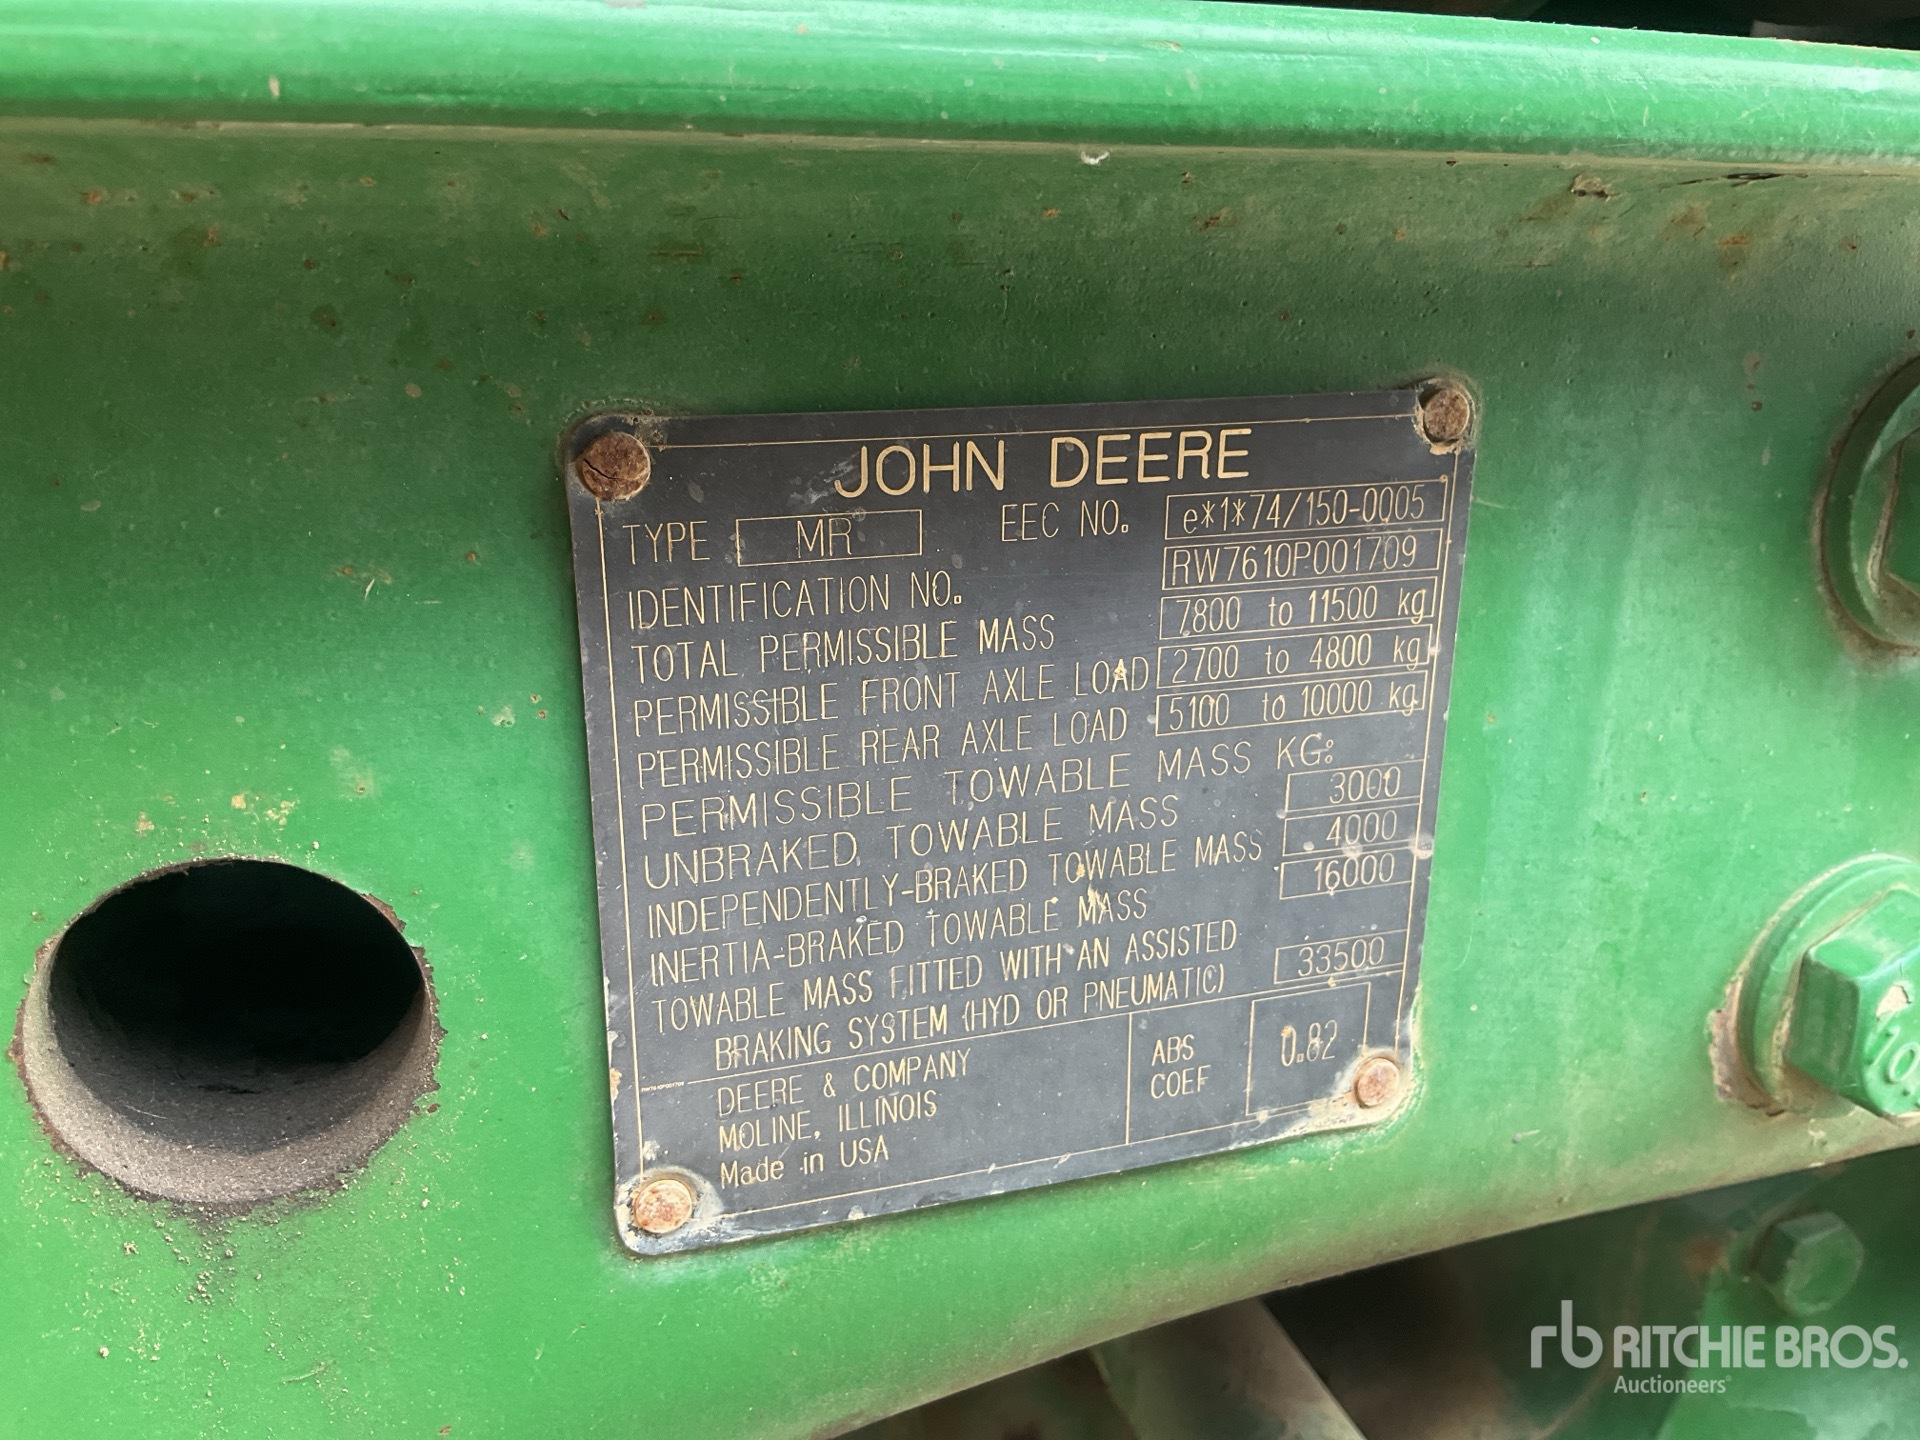 JOHN DEERE
TYPE MR EEC NO. e*1*74/150-0005
IDENTIFICATION NO. RW7610P001709
TOTAL PERMISSIBLE MASS 7800 to 11500 kg
PERMISSIBLE FRONT AXLE LOAD 2700 to 4800 kg
PERMISSIBLE REAR AXLE LOAD 5100 to 10000 kg
PERMISSIBLE TOWABLE MASS KG:
UNBRAKED TOWABLE MASS 3000
INDEPENDENTLY-BRAKED TOWABLE MASS 4000
INERTIA-BRAKED TOWABLE MASS 16000
TOWABLE MASS FITTED WITH AN ASSISTED
BRAKING SYSTEM (HYD OR PNEUMATIC) 33500
RW7610P001709
DEERE & COMPANY
MOLINE, ILLINOIS
Made in USA
ABS
COEF
0.82
10.
rb RITCHIE BROS.
Auctioneers